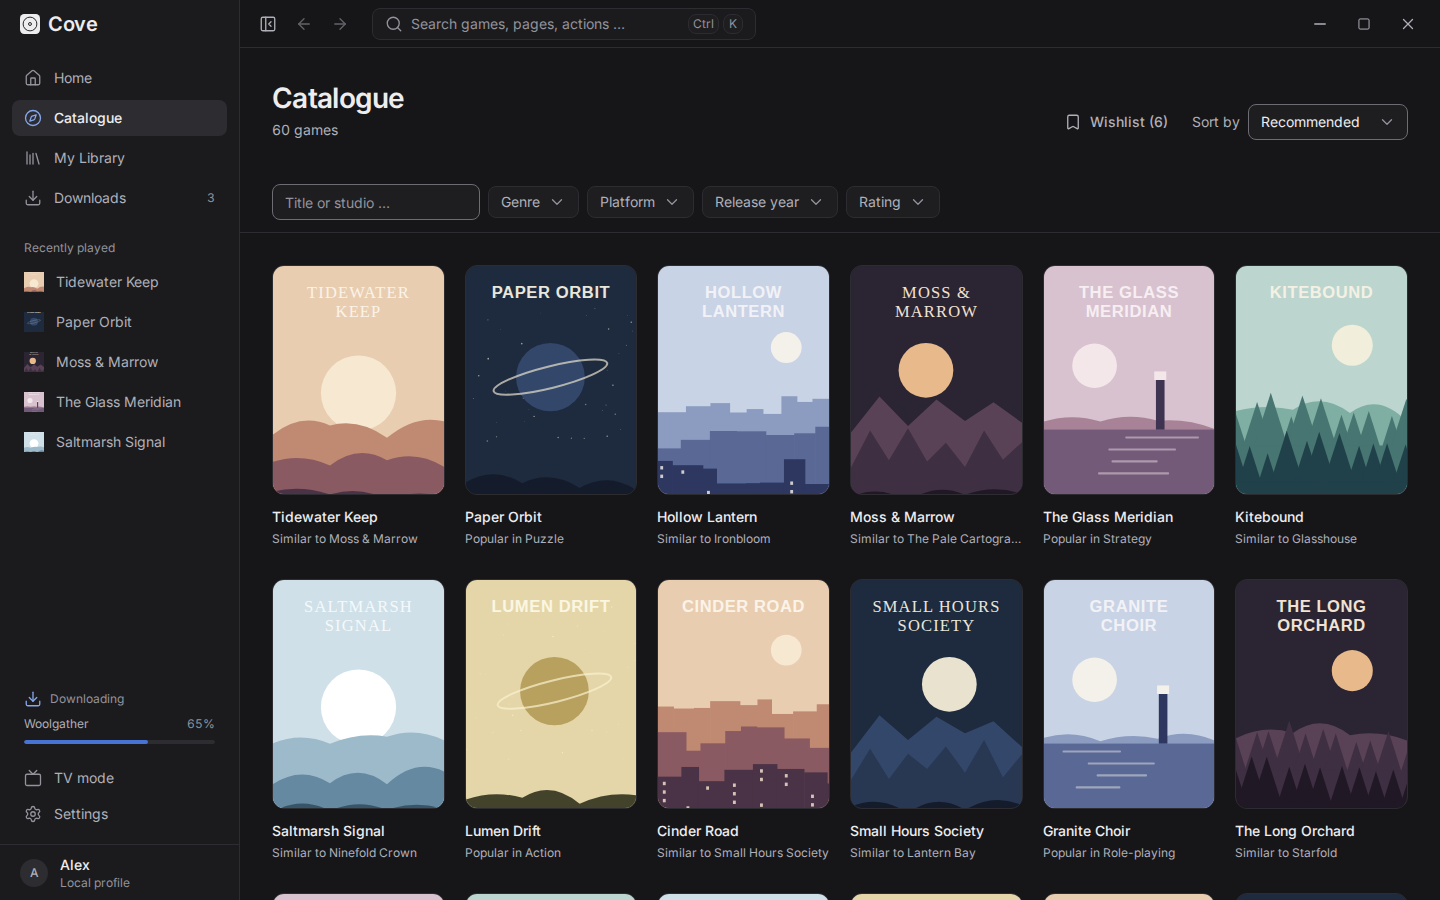 Cove
Search games, pages, actions ...
Ctrl
K
Home
Catalogue
My Library
Downloads
3
Recently played
Tidewater Keep
Paper Orbit
Moss & Marrow
The Glass Meridian
Saltmarsh Signal
Downloading
Woolgather
65%
TV mode
Settings
A
Alex
Local profile
Catalogue
60 games
Wishlist (6)
Sort by
Recommended
Title or studio ...
Genre
Platform
Release year
Rating
TIDEWATER
KEEP
PAPER ORBIT
HOLLOW
LANTERN
MOSS &
MARROW
THE GLASS
MERIDIAN
KITEBOUND
Tidewater Keep
Similar to Moss & Marrow
Paper Orbit
Popular in Puzzle
Hollow Lantern
Similar to Ironbloom
Moss & Marrow
Similar to The Pale Cartogra...
The Glass Meridian
Popular in Strategy
Kitebound
Similar to Glasshouse
SALTMARSH
SIGNAL
LUMEN DRIFT
CINDER ROAD
SMALL HOURS
SOCIETY
GRANITE
CHOIR
THE LONG
ORCHARD
Saltmarsh Signal
Similar to Ninefold Crown
Lumen Drift
Popular in Action
Cinder Road
Similar to Small Hours Society
Small Hours Society
Similar to Lantern Bay
Granite Choir
Popular in Role-playing
The Long Orchard
Similar to Starfold